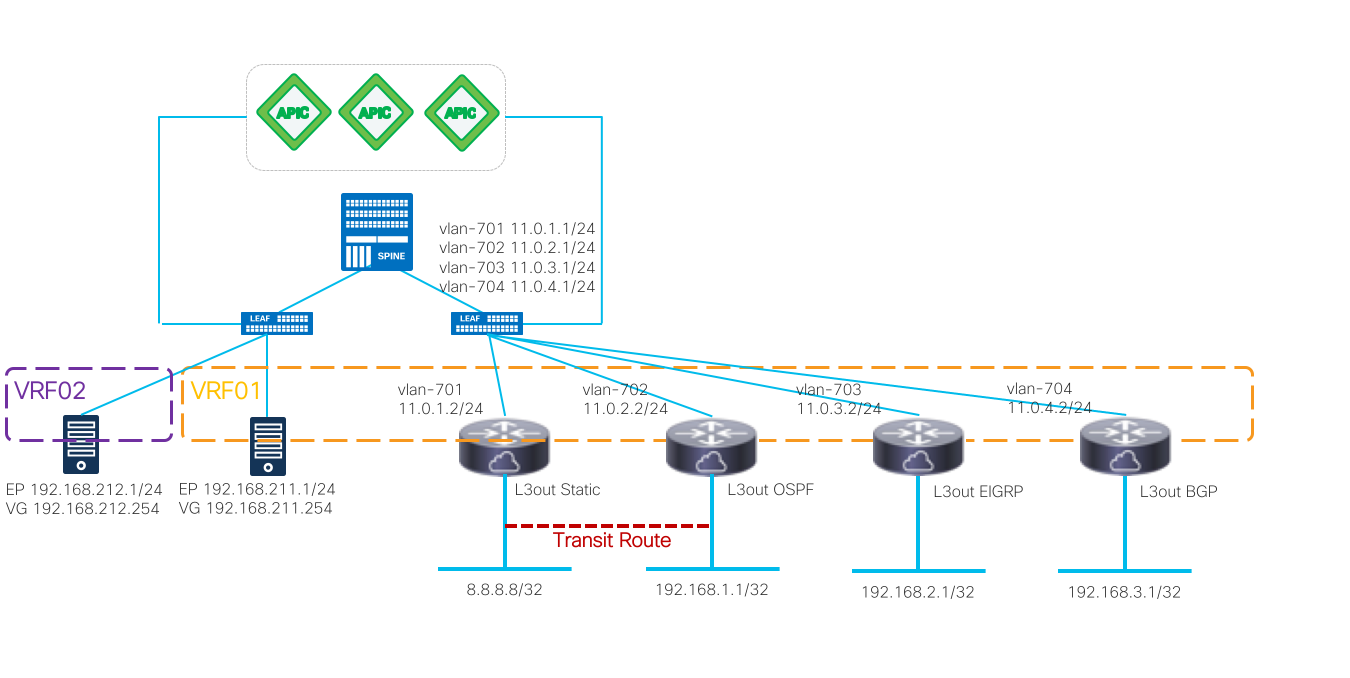 APIC APIC APIC
SPINE
vlan-701 11.0.1.1/24
vlan-702 11.0.2.1/24
vlan-703 11.0.3.1/24
vlan-704 11.0.4.1/24
LEAF
LEAF
VRF02
VRF01
vlan-701
11.0.1.2/24
vlan-702
11.0.2.2/24
vlan-703
11.0.3.2/24
vlan-704
11.0.4.2/24
EP 192.168.212.1/24
VG 192.168.212.254
EP 192.168.211.1/24
VG 192.168.211.254
L3out Static
L3out OSPF
L3out EIGRP
L3out BGP
Transit Route
8.8.8.8/32
192.168.1.1/32
192.168.2.1/32
192.168.3.1/32